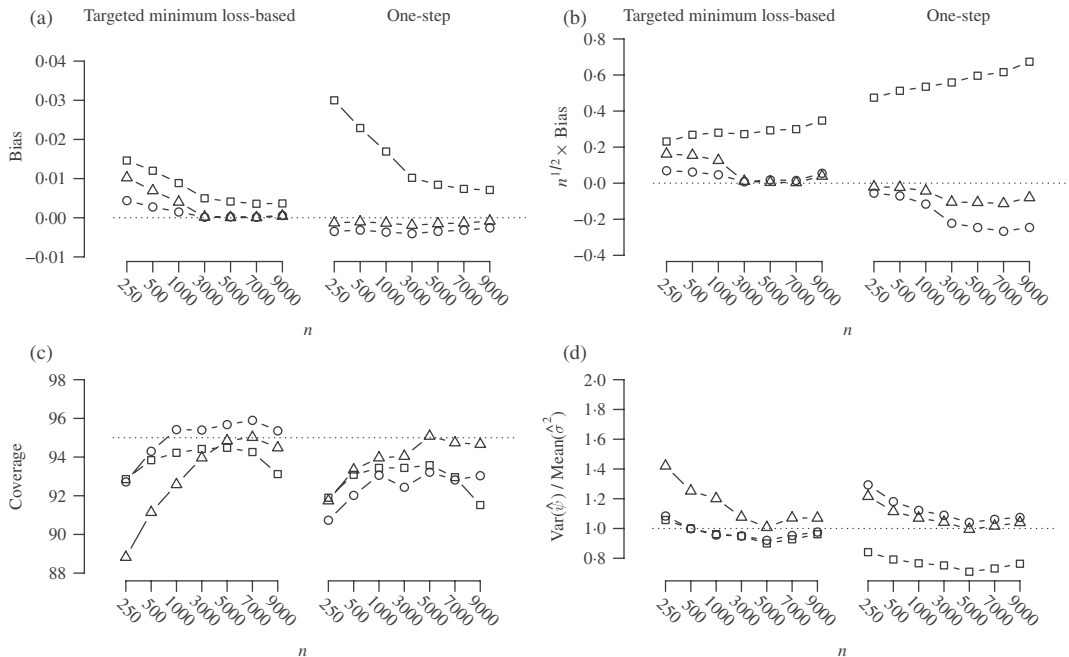 (a) Targeted minimum loss-based One-step
0·04
0·03
0·02
0·01
0·00
−0·01
Bias
250 500 1000 3000 5000 7000 9000 250 500 1000 3000 5000 7000 9000
n
(b) Targeted minimum loss-based One-step
0·8
0·6
0·4
0·2
0·0
−0·2
−0·4
n^{1/2} × Bias
250 500 1000 3000 5000 7000 9000 250 500 1000 3000 5000 7000 9000
n
(c)
98
96
94
92
90
88
Coverage
250 500 1000 3000 5000 7000 9000 250 500 1000 3000 5000 7000 9000
n
(d)
2·0
1·8
1·6
1·4
1·2
1·0
0·8
Var(ψ̂) / Mean(σ̂²)
250 500 1000 3000 5000 7000 9000 250 500 1000 3000 5000 7000 9000
n